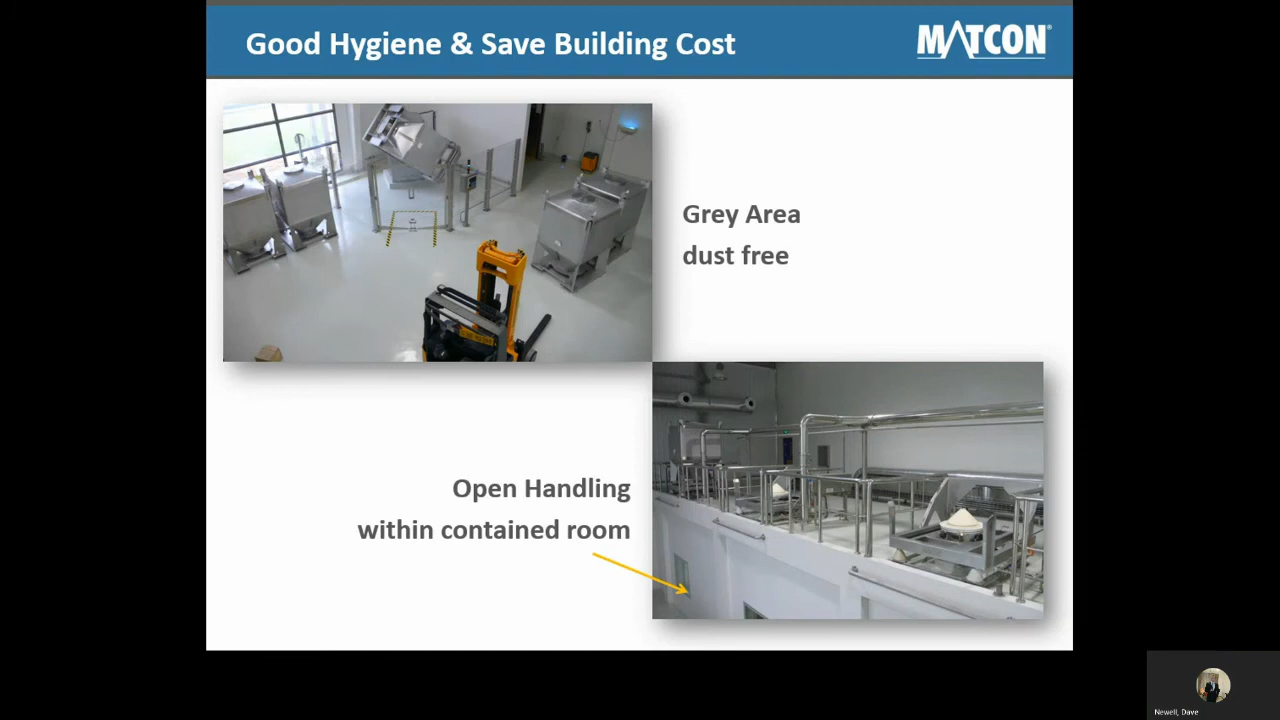 Good Hygiene & Save Building Cost
MATCON®
Grey Area
dust free
Open Handling
within contained room
Newell, Dave